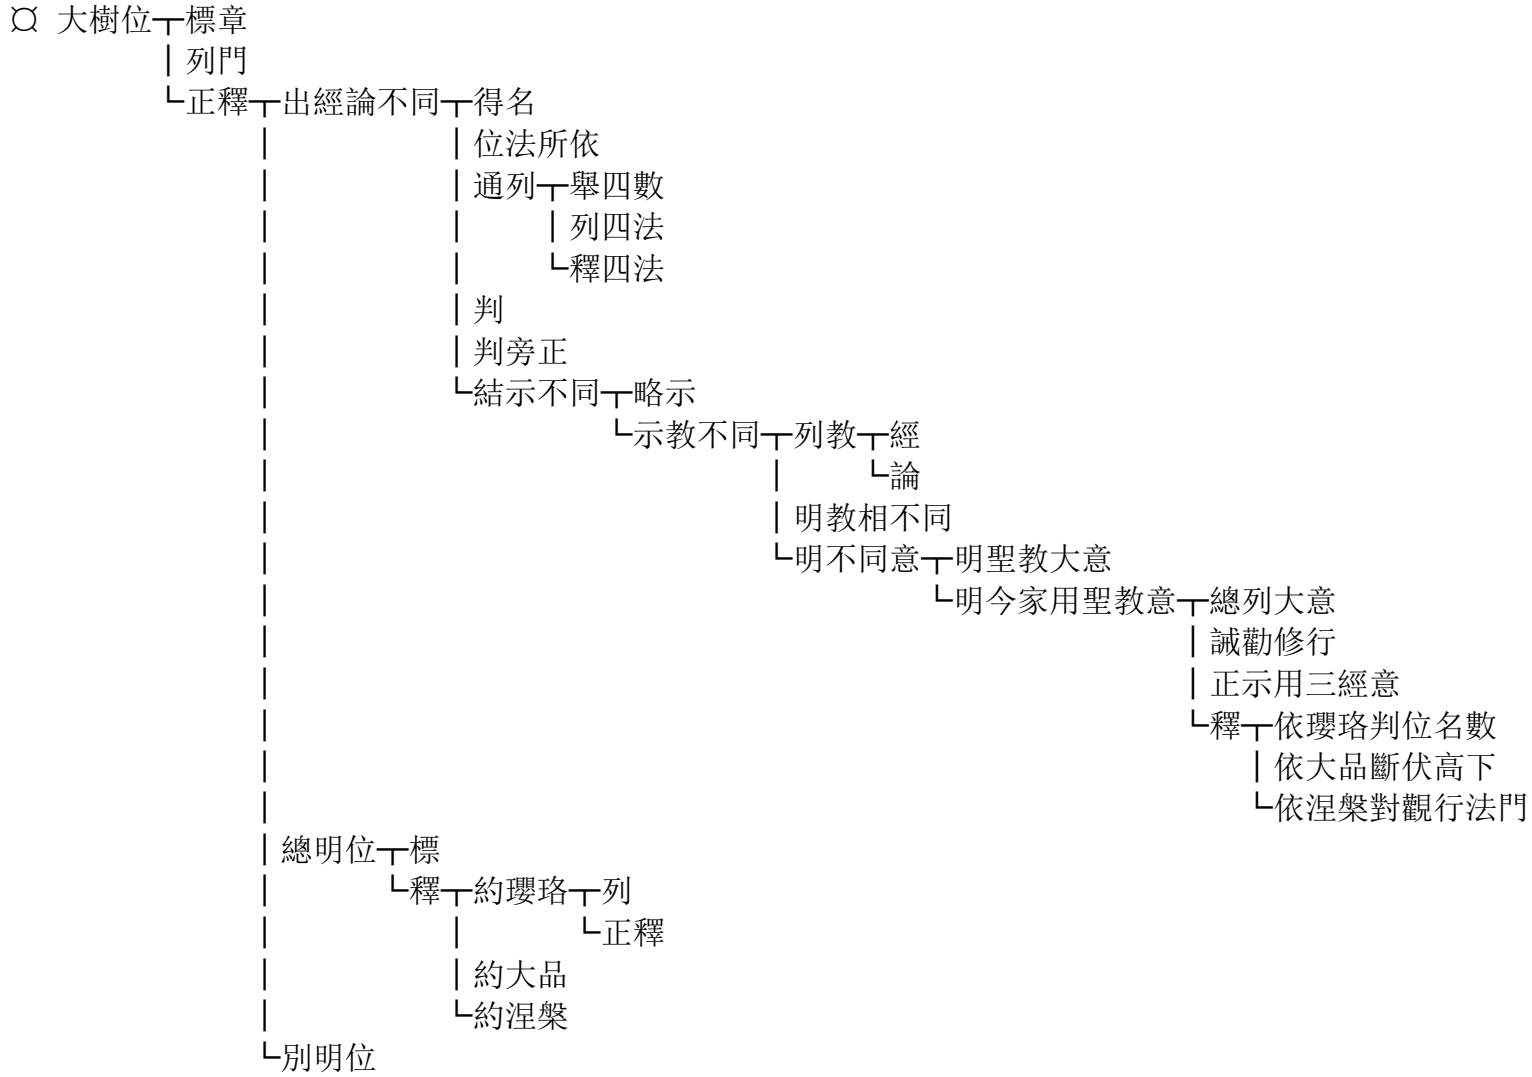 ¤ 大樹位┬標章
│列門
└正釋┬出經論不同┬得名
│ │位法所依
│ │通列┬舉四數
│ │ │列四法
│ │ └釋四法
│ │判
│ │判旁正
│ └結示不同┬略示
│ └示教不同┬列教┬經
│ │ └論
│ │明教相不同
│ └明不同意┬明聖教大意
│ └明今家用聖教意┬總列大意
│ │誡勸修行
│ │正示用三經意
│ └釋┬依瓔珞判位名數
│ │依大品斷伏高下
│ └依涅槃對觀行法門
│總明位┬標
│ └釋┬約瓔珞┬列
│ │ └正釋
│ │約大品
│ └約涅槃
└別明位